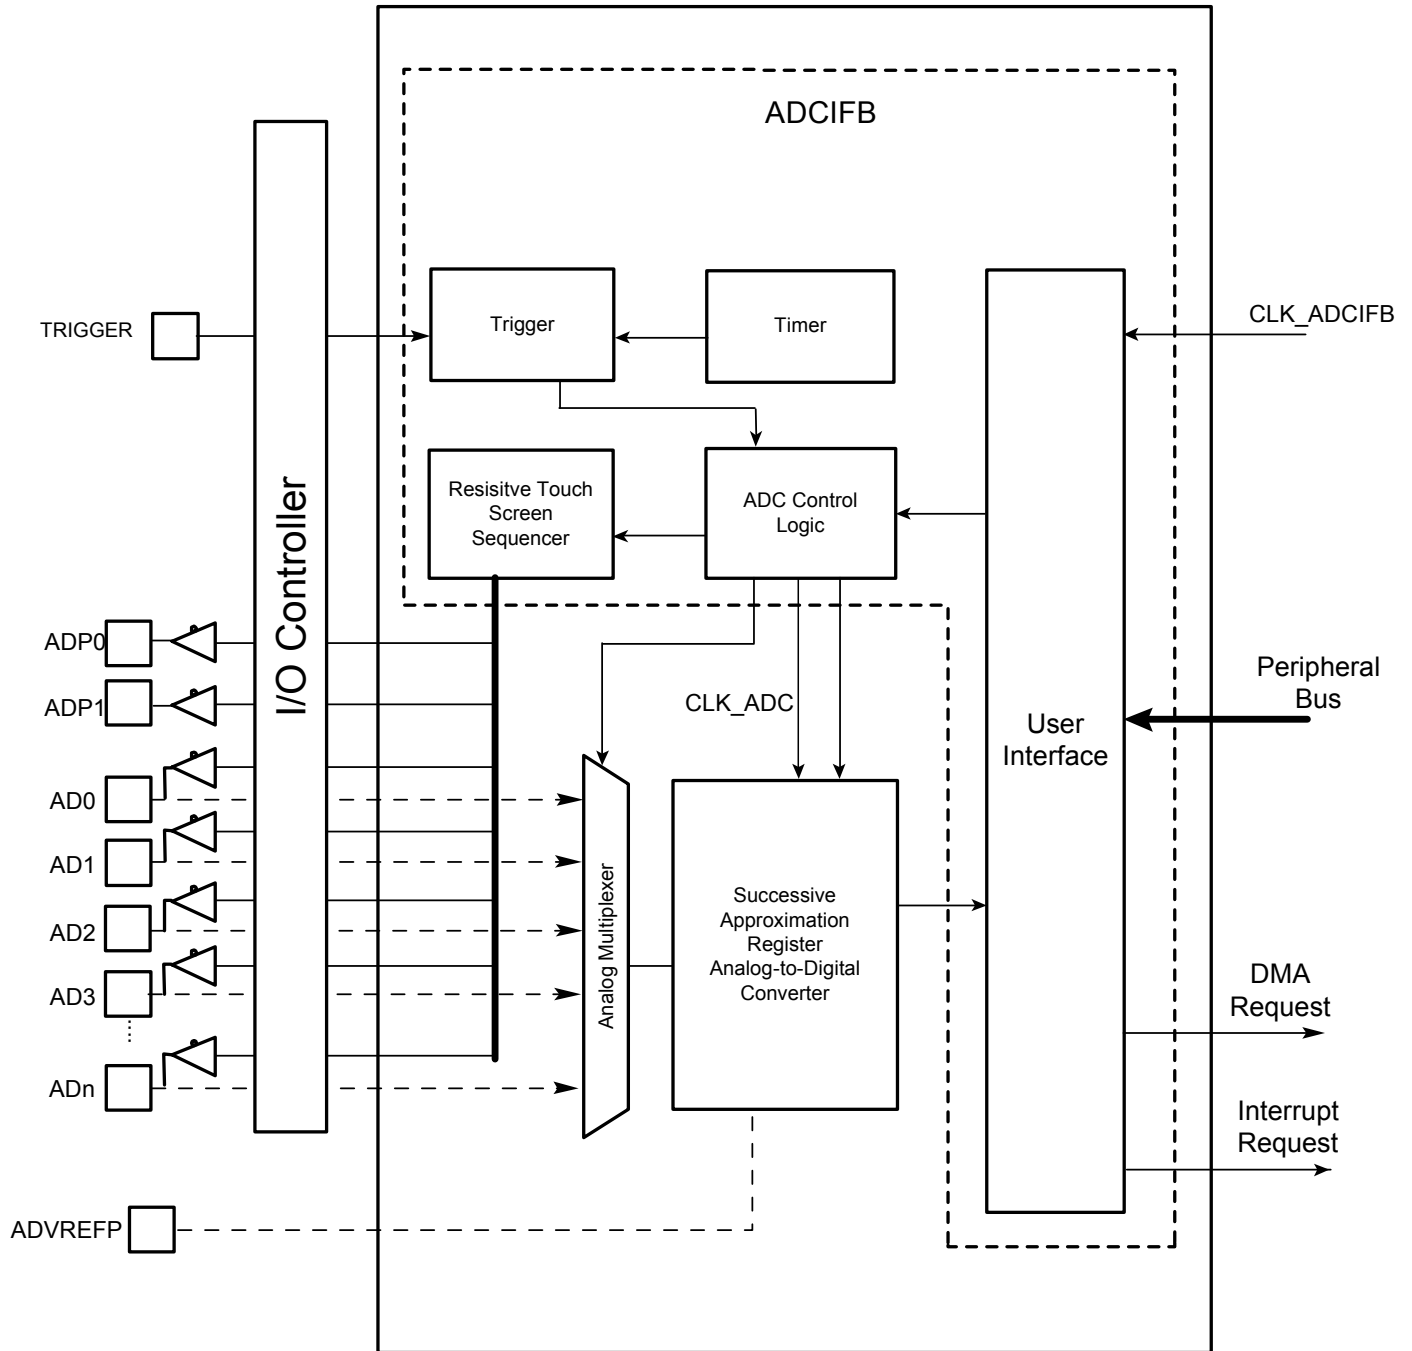 ADCIFB
TRIGGER
Trigger
Timer
CLK_ADCIFB
I/O Controller
Resisitve Touch
Screen
Sequencer
ADC Control
Logic
ADP0
ADP1
CLK_ADC
User
Interface
Peripheral
Bus
AD0
AD1
AD2
AD3
ADn
Analog Multiplexer
Successive
Approximation
Register
Analog-to-Digital
Converter
DMA
Request
Interrupt
Request
ADVREFP